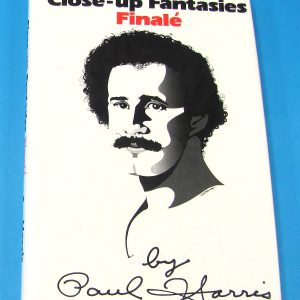 Close-up Fantasies
Finalé
by
Paul Harris